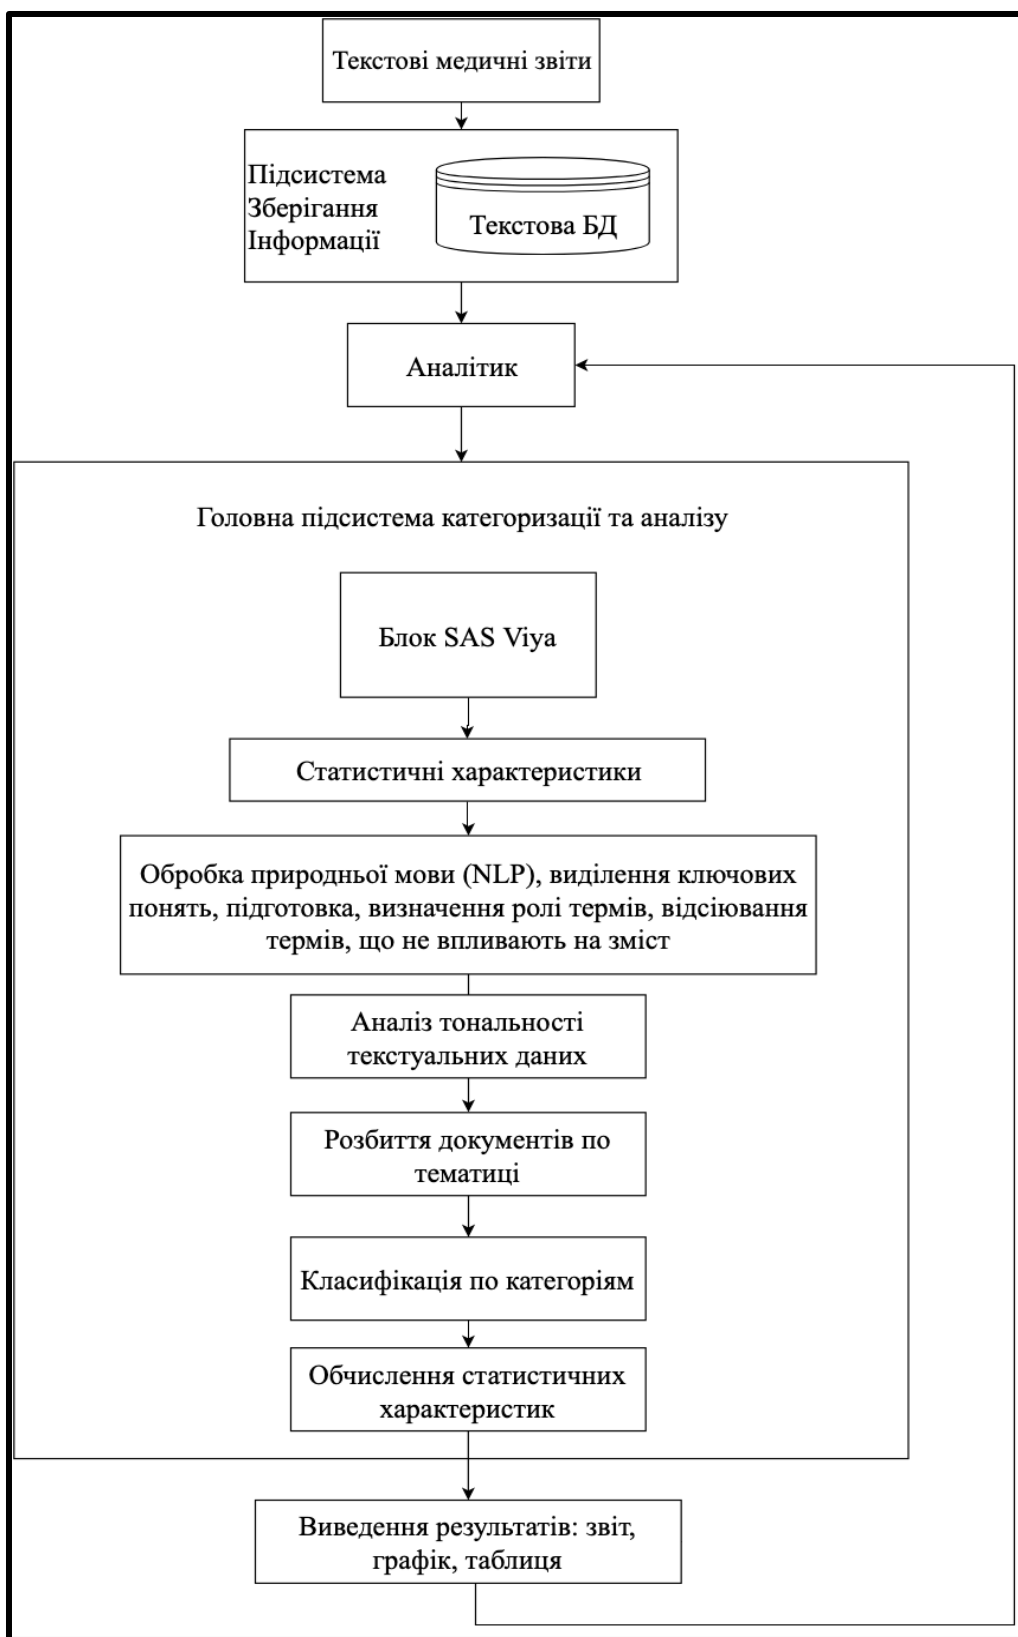 Текстові медичні звіти
Підсистема
Зберігання
Інформації
Текстова БД
Аналітик
Головна підсистема категоризації та аналізу
Блок SAS Viya
Статистичні характеристики
Обробка природньої мови (NLP), виділення ключових
понять, підготовка, визначення ролі термів, відсіювання
термів, що не впливають на зміст
Аналіз тональності
текстуальних даних
Розбиття документів по
тематиці
Класифікація по категоріям
Обчислення статистичних
характеристик
Виведення результатів: звіт,
графік, таблиця